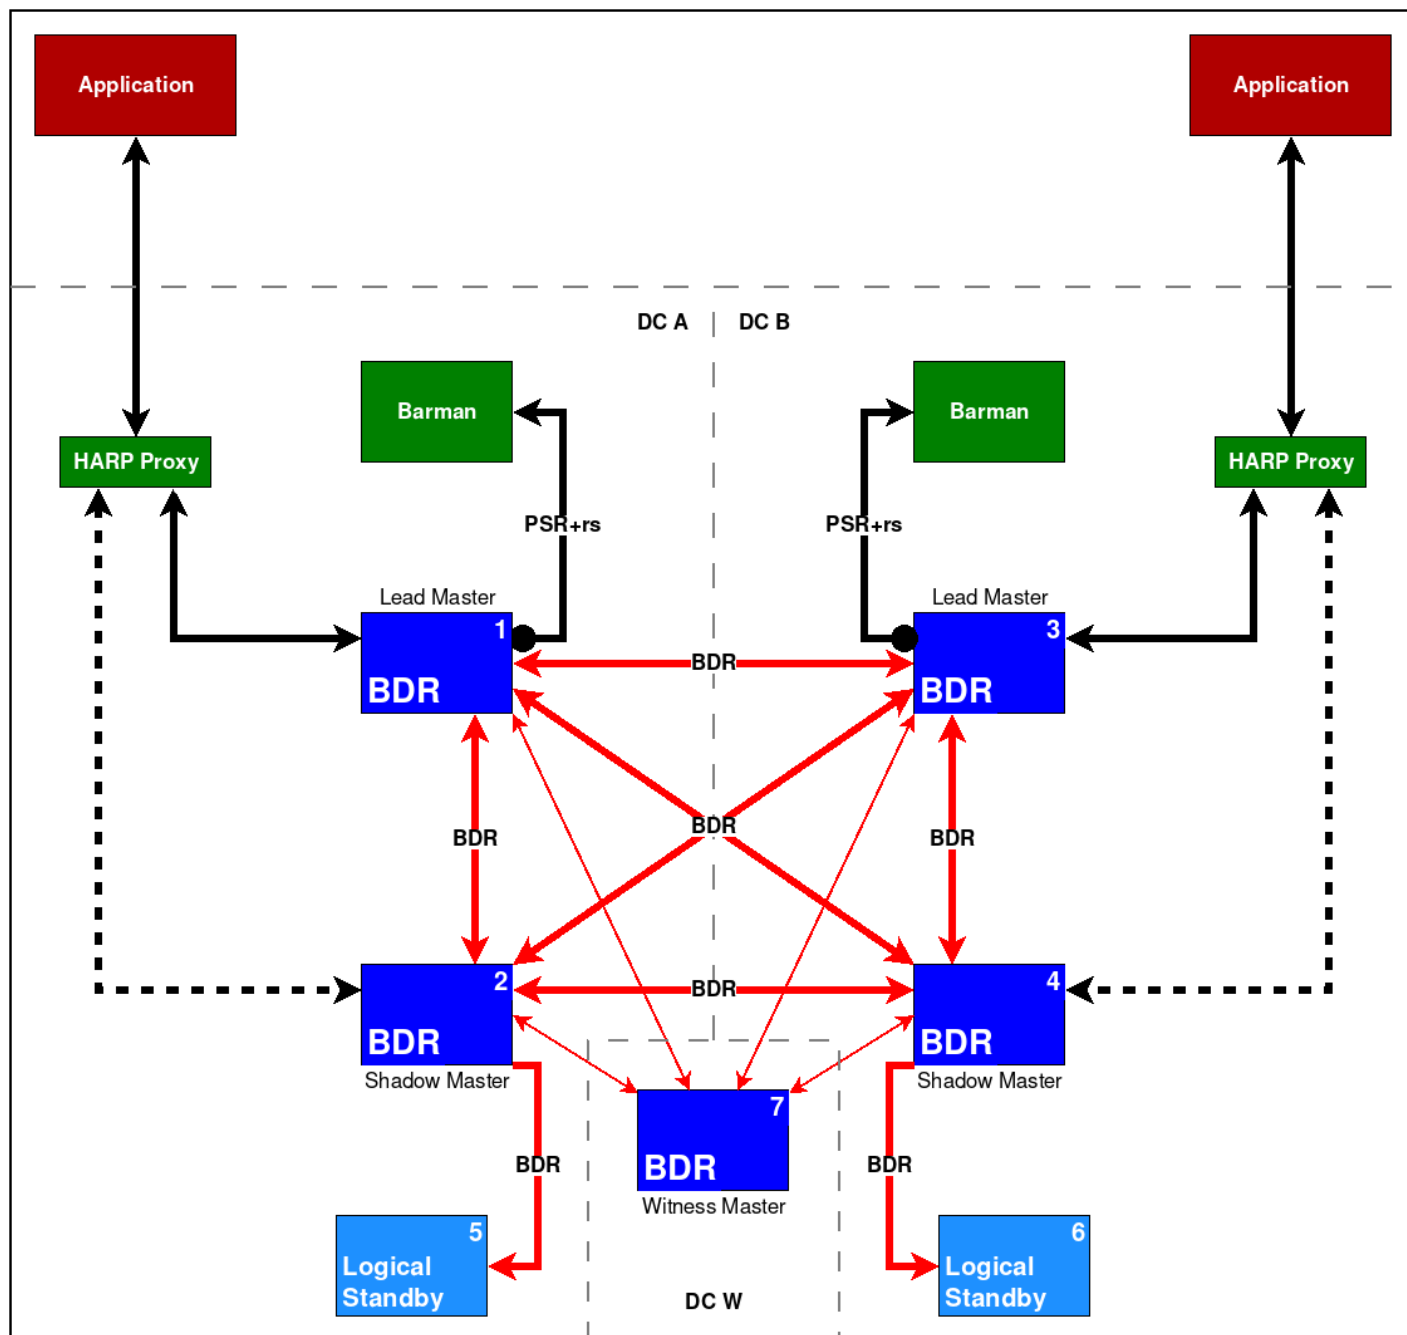 Application
Application
DC A
DC B
Barman
Barman
HARP Proxy
HARP Proxy
PSR+rs
PSR+rs
Lead Master
Lead Master
1
BDR
3
BDR
BDR
BDR
BDR
BDR
2
BDR
BDR
4
BDR
Shadow Master
Shadow Master
7
BDR
BDR
BDR
Witness Master
5
Logical
Standby
6
Logical
Standby
DC W